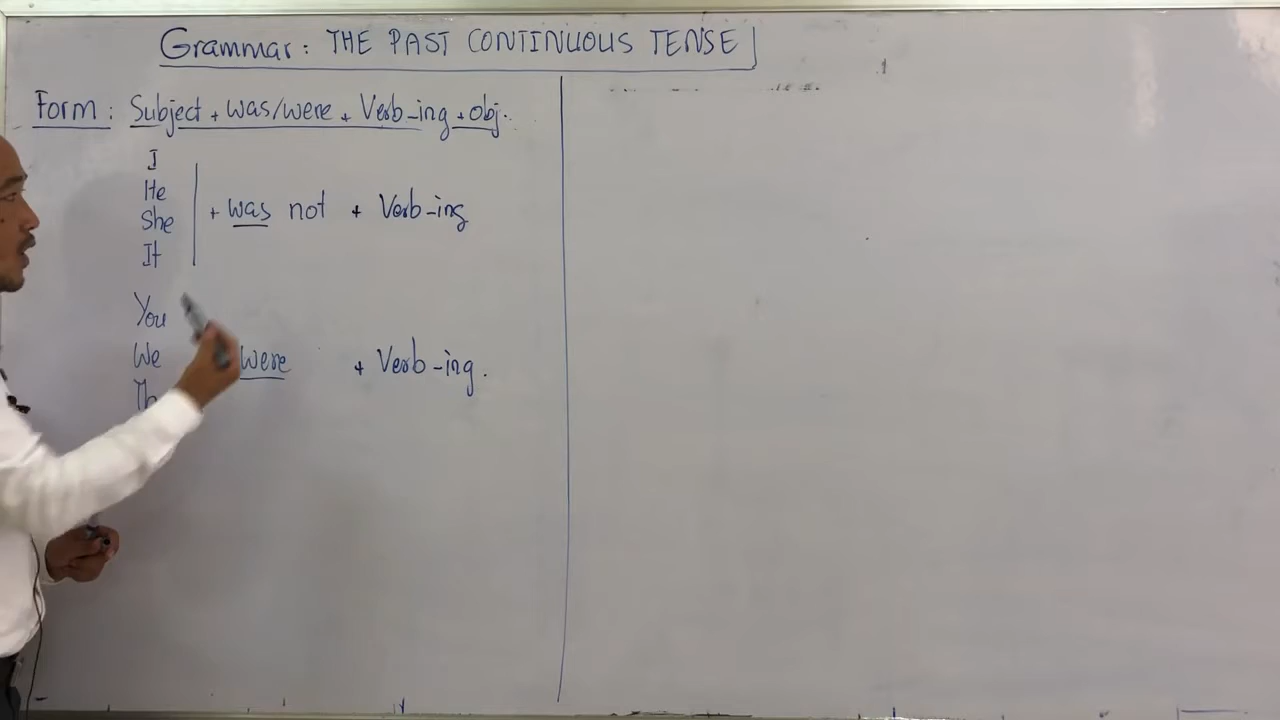 Grammar: THE PAST CONTINUOUS TENSE
Form: Subject + was/were + Verb-ing + obj.
I
He
She
It
+ was not + Verb-ing
You
We
Th
were + Verb-ing.